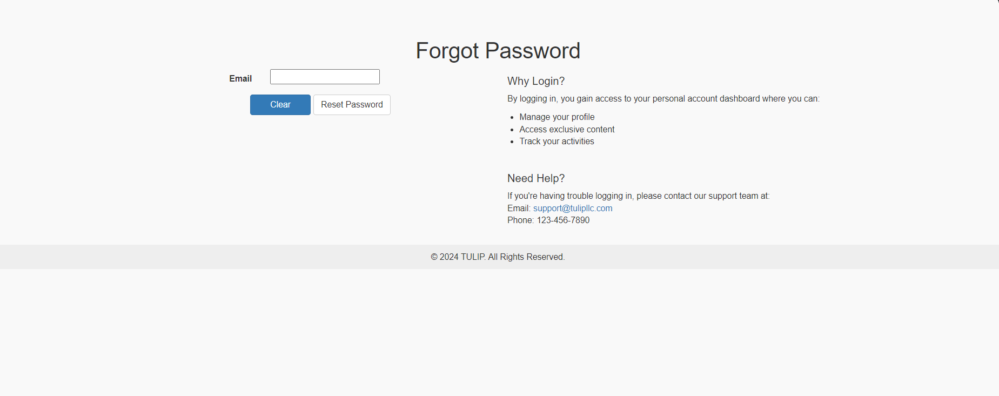 Forgot Password
Email
Clear
Reset Password
Why Login?
By logging in, you gain access to your personal account dashboard where you can:
• Manage your profile
• Access exclusive content
• Track your activities
Need Help?
If you're having trouble logging in, please contact our support team at:
Email: support@tulipllc.com
Phone: 123-456-7890
© 2024 TULIP. All Rights Reserved.